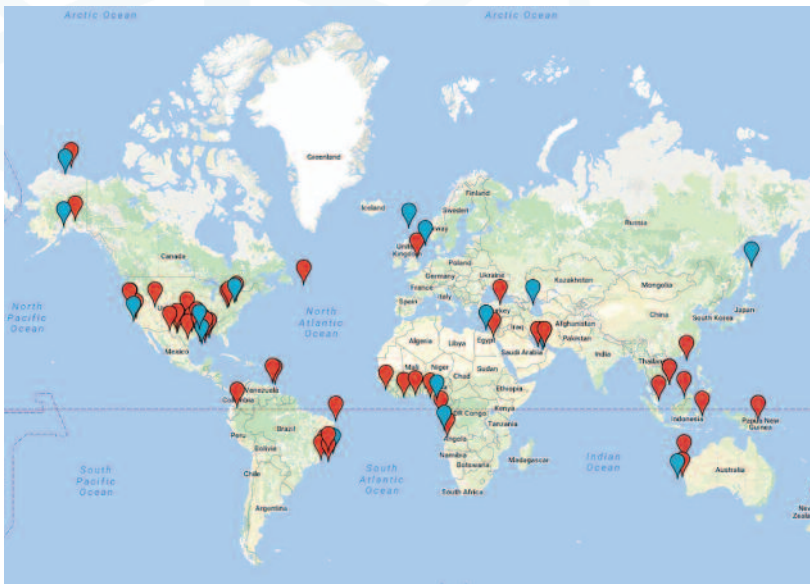 Arctic Ocean
Arctic Ocean
Greenland
Iceland
Finland
Sweden
Russia
United
Kingdom
Canada
Poland
Germany
Ukraine
France
Kazakhstan
Mongolia
Italy
Spain
North
Pacific
Ocean
North
Atlantic
Ocean
Japan
South Korea
China
Iraq
Afghanistan
Pakistan
Algeria
Libya
Egypt
Saudi Arabia
India
Mexico
Mali
Niger
Chad
Sudan
Thailand
Ethiopia
Venezuela
DR Congo
Kenya
Tanzania
Indonesia
Papua New
Guinea
Peru
Brazil
Angola
Bolivia
Namibia
Botswana
Madagascar
Indian
Ocean
Australia
South
Pacific
Ocean
South
Atlantic
Ocean
Chile
South Africa
Argentina
New